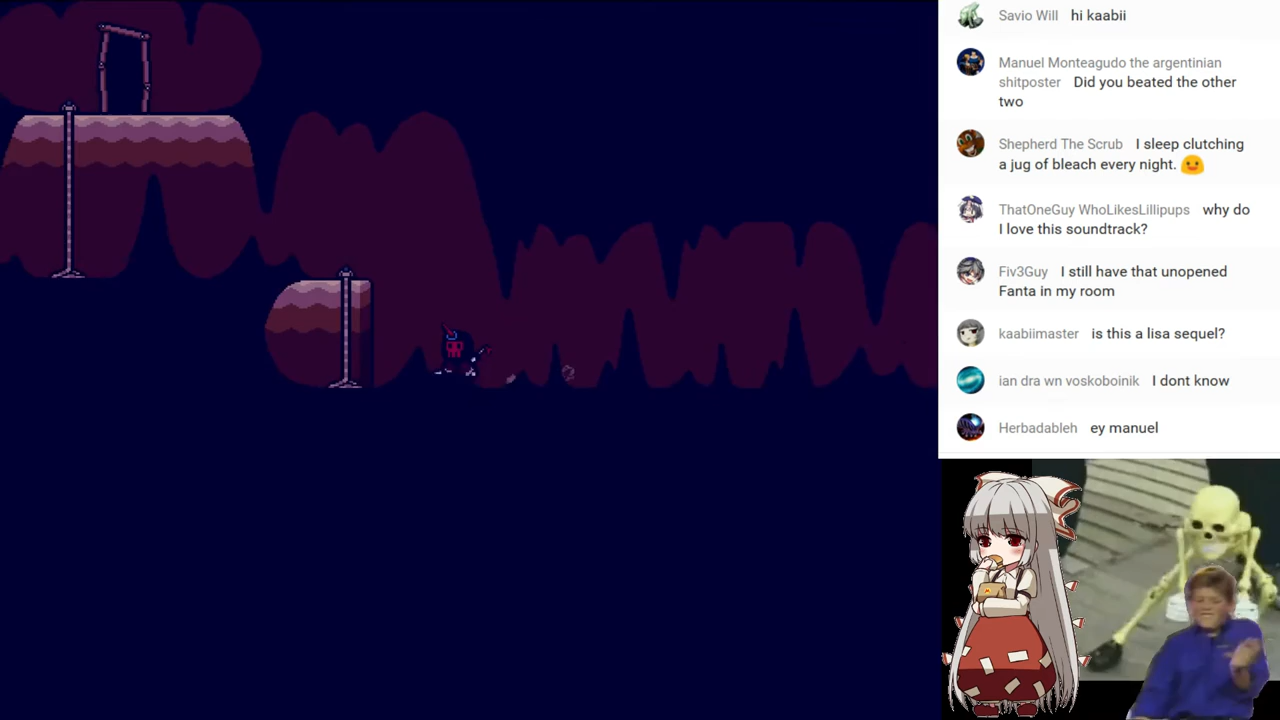 Savio Will hi kaabii
Manuel Monteagudo the argentinian
shitposter Did you beated the other
two
Shepherd The Scrub I sleep clutching
a jug of bleach every night.
ThatOneGuy WhoLikesLillipups why do
I love this soundtrack?
Fiv3Guy I still have that unopened
Fanta in my room
kaabiimaster is this a lisa sequel?
ian dra wn voskoboinik I dont know
Herbadableh ey manuel